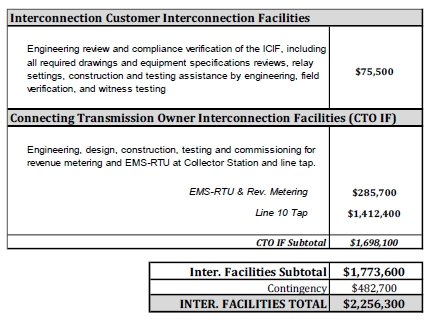 Interconnection Customer Interconnection Facilities
Engineering review and compliance verification of the ICIF, including
all required drawings and equipment specifications reviews, relay
settings, construction and testing assistance by engineering, field
verification, and witness testing
$75,500
Connecting Transmission Owner Interconnection Facilities (CTO IF)
Engineering, design, construction, testing and commissioning for
revenue metering and EMS-RTU at Collector Station and line tap.
EMS-RTU & Rev. Metering $285,700
Line 10 Tap $1,412,400
CTO IF Subtotal $1,698,100
Inter. Facilities Subtotal $1,773,600
Contingency $482,700
INTER. FACILITIES TOTAL $2,256,300